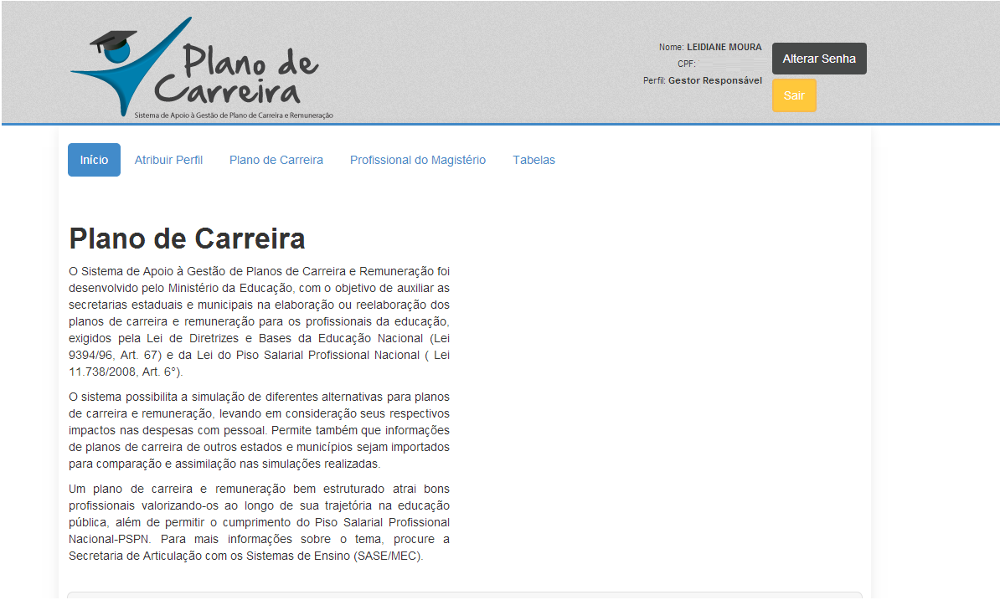 Plano de
Carreira
Sistema de Apoio à Gestão de Plano de Carreira e Remuneração
Nome: LEIDIANE MOURA
CPF:
Perfil: Gestor Responsável
Alterar Senha
Sair
Início Atribuir Perfil Plano de Carreira Profissional do Magistério Tabelas
Plano de Carreira
O Sistema de Apoio à Gestão de Planos de Carreira e Remuneração foi
desenvolvido pelo Ministério da Educação, com o objetivo de auxiliar as
secretarias estaduais e municipais na elaboração ou reelaboração dos
planos de carreira e remuneração para os profissionais da educação,
exigidos pela Lei de Diretrizes e Bases da Educação Nacional (Lei
9394/96, Art. 67) e da Lei do Piso Salarial Profissional Nacional ( Lei
11.738/2008, Art. 6°).
O sistema possibilita a simulação de diferentes alternativas para planos
de carreira e remuneração, levando em consideração seus respectivos
impactos nas despesas com pessoal. Permite também que informações
de planos de carreira de outros estados e municípios sejam importados
para comparação e assimilação nas simulações realizadas.
Um plano de carreira e remuneração bem estruturado atrai bons
profissionais valorizando-os ao longo de sua trajetória na educação
pública, além de permitir o cumprimento do Piso Salarial Profissional
Nacional-PSPN. Para mais informações sobre o tema, procure a
Secretaria de Articulação com os Sistemas de Ensino (SASE/MEC).